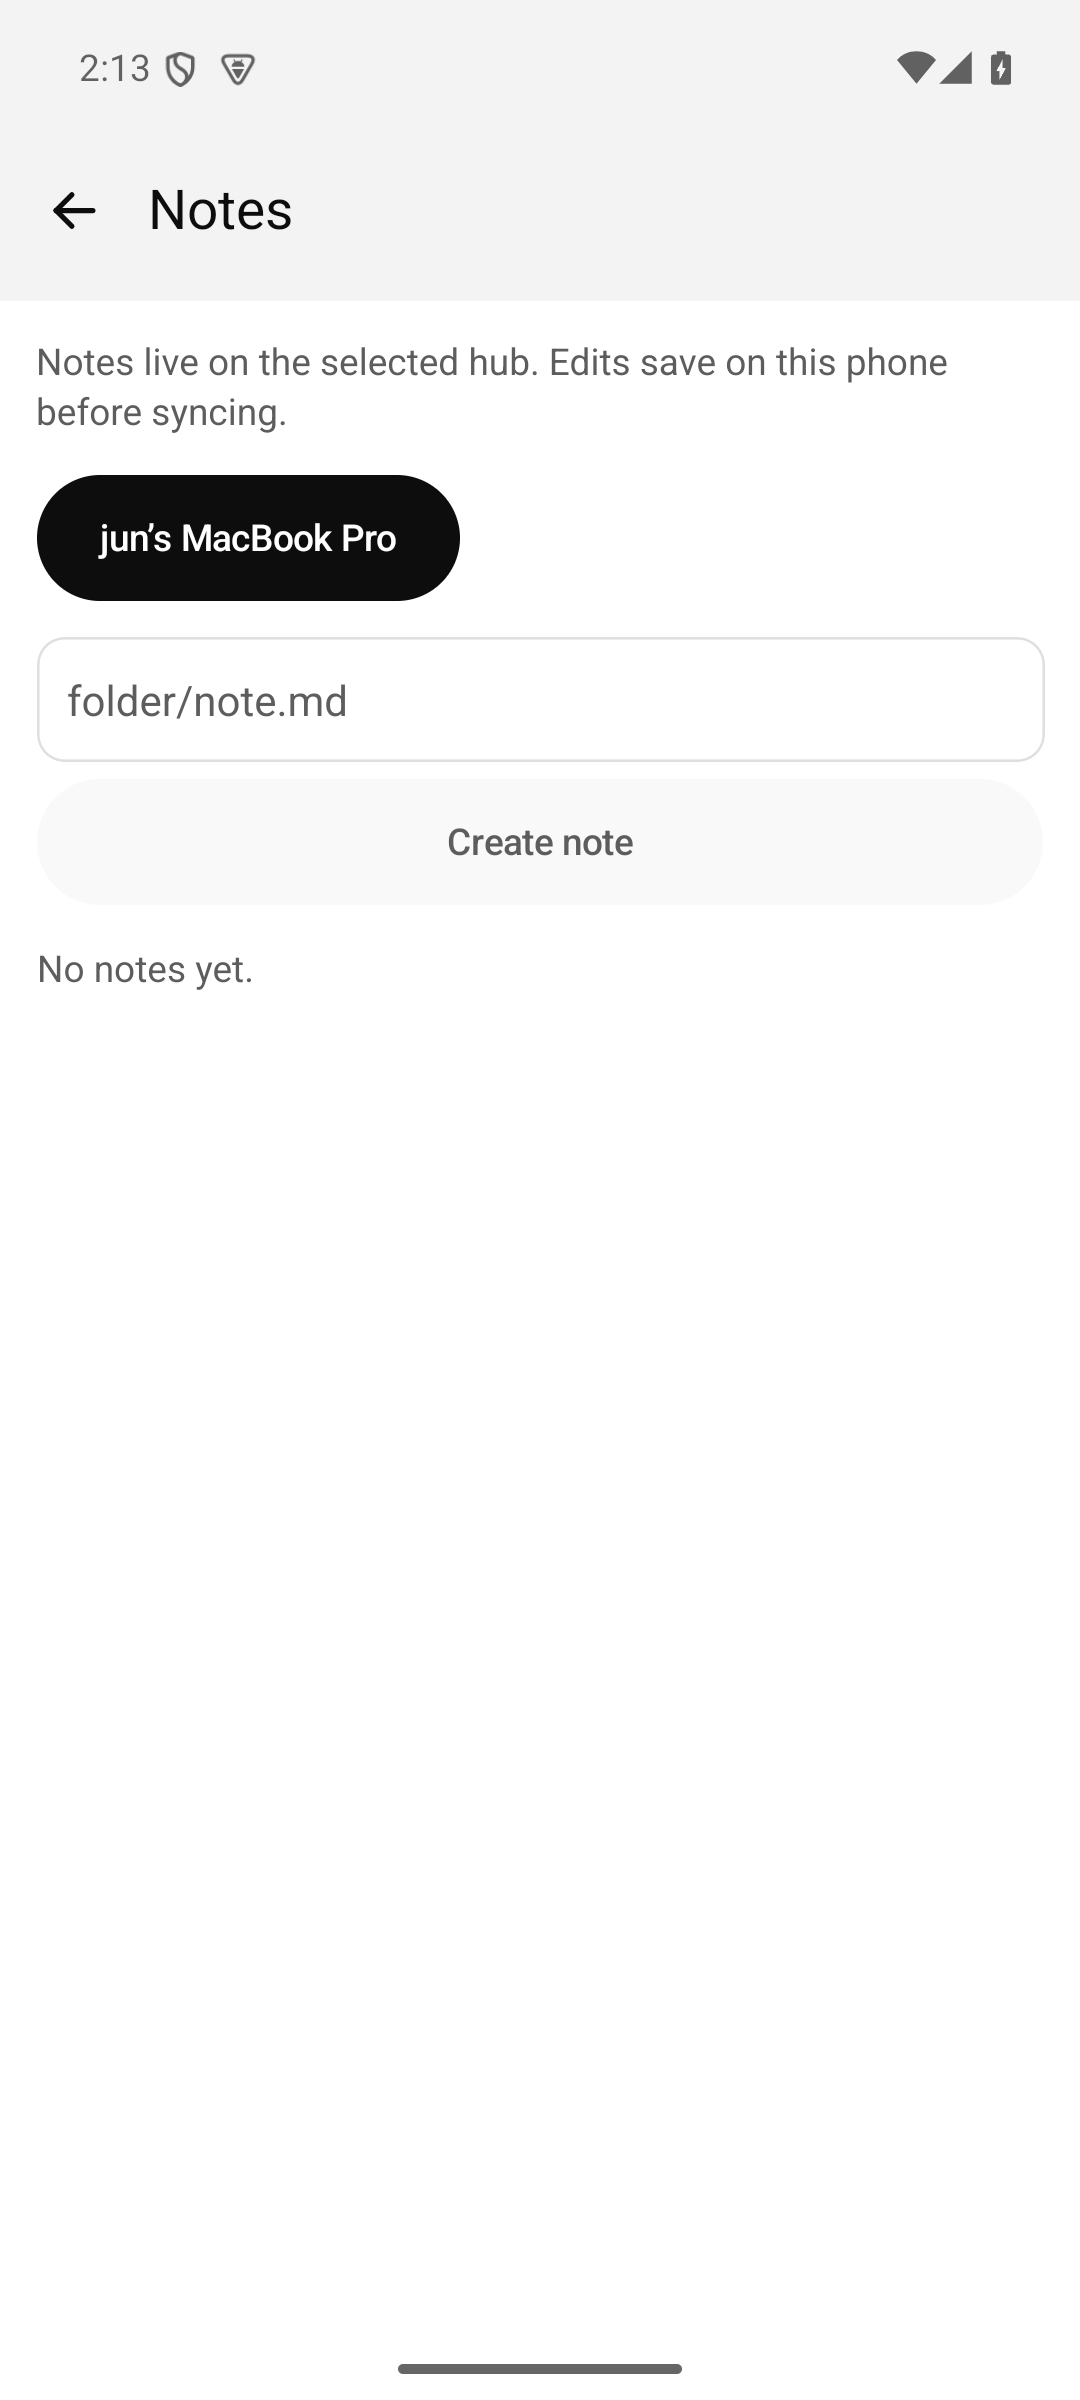 2:13
Notes
Notes live on the selected hub. Edits save on this phone
before syncing.
jun’s MacBook Pro
folder/note.md
Create note
No notes yet.